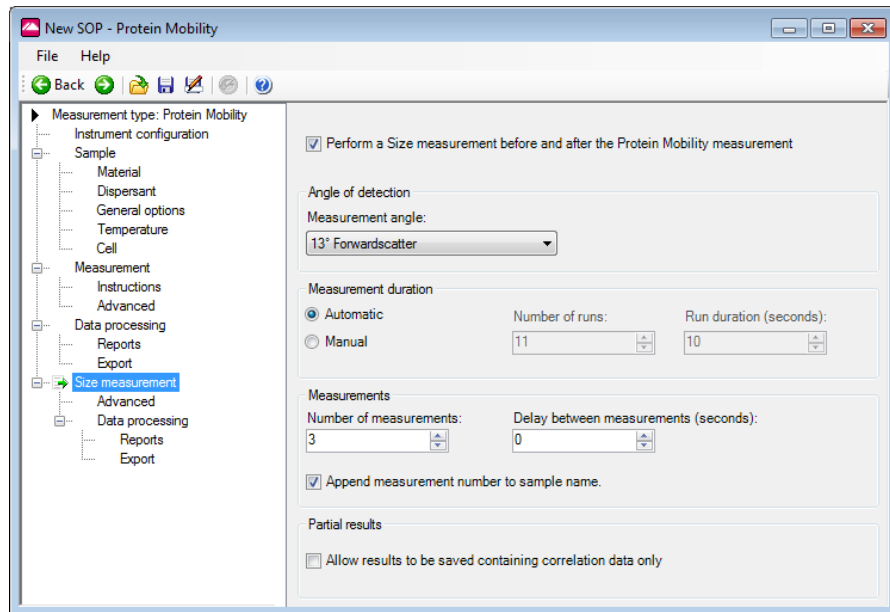 New SOP - Protein Mobility
File Help
Back
Measurement type: Protein Mobility
Instrument configuration
Sample
Material
Dispersant
General options
Temperature
Cell
Measurement
Instructions
Advanced
Data processing
Reports
Export
Size measurement
Advanced
Data processing
Reports
Export
Perform a Size measurement before and after the Protein Mobility measurement
Angle of detection
Measurement angle:
13° Forwardscatter
Measurement duration
Automatic
Manual
Number of runs:
11
Run duration (seconds):
10
Measurements
Number of measurements:
3
Delay between measurements (seconds):
0
Append measurement number to sample name.
Partial results
Allow results to be saved containing correlation data only